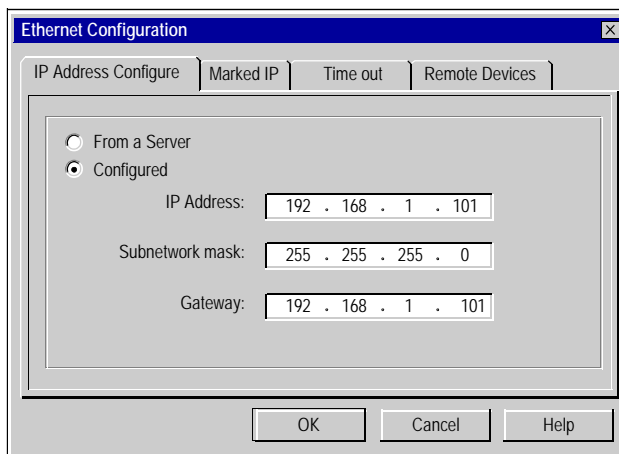 Ethernet Configuration
IP Address Configure Marked IP Time out Remote Devices
From a Server
Configured
IP Address: 192 . 168 . 1 . 101
Subnetwork mask: 255 . 255 . 255 . 0
Gateway: 192 . 168 . 1 . 101
OK Cancel Help